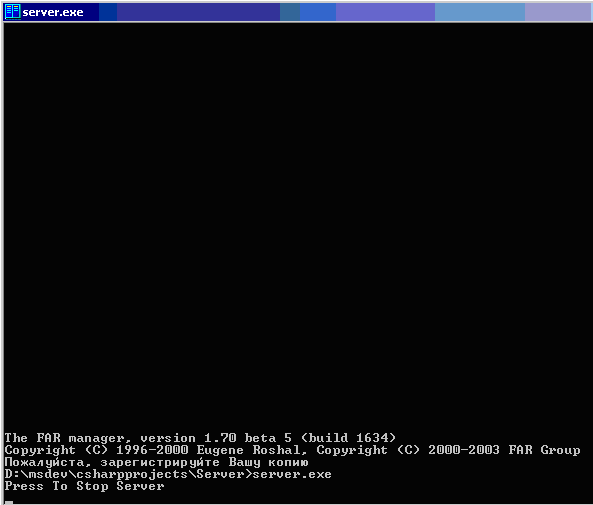 server.exe
The FAR manager, version 1.70 beta 5 (build 1634)
Copyright (C) 1996-2000 Eugene Roshal, Copyright (C) 2000-2003 FAR Group
Пожалуйста, зарегистрируйте Вашу копию
D:\msdev\csharpprojects\Server>server.exe
Press To Stop Server